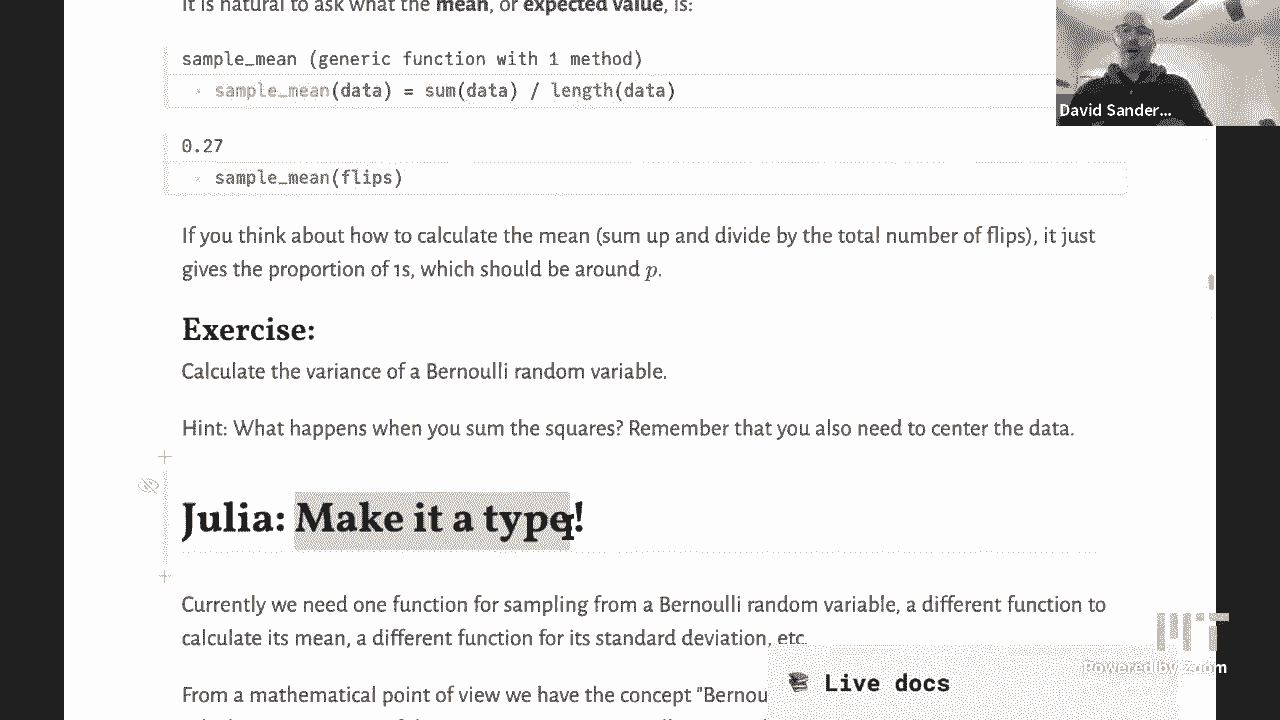 It is natural to ask what the mean, or expected value, is:
sample_mean (generic function with 1 method)
sample_mean(data) = sum(data) / length(data)
0.27
sample_mean(flips)
If you think about how to calculate the mean (sum up and divide by the total number of flips), it just
gives the proportion of 1s, which should be around p.
Exercise:
Calculate the variance of a Bernoulli random variable.
Hint: What happens when you sum the squares? Remember that you also need to center the data.
Julia: Make it a type!
Currently we need one function for sampling from a Bernoulli random variable, a different function to
calculate its mean, a different function for its standard deviation, etc.
From a mathematical point of view we have the concept "Bernou
Live docs
David Sander...
MIT
Powered by Zoom